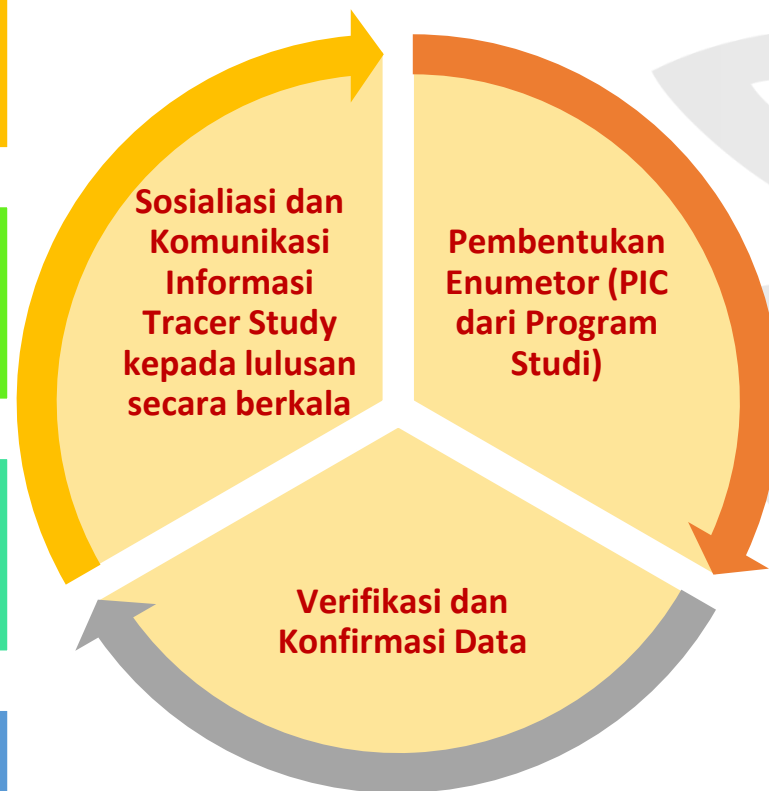 Sosialiasi dan
Komunikasi
Informasi
Tracer Study
kepada lulusan
secara berkala
Pembentukan
Enumetor (PIC
dari Program
Studi)
Verifikasi dan
Konfirmasi Data